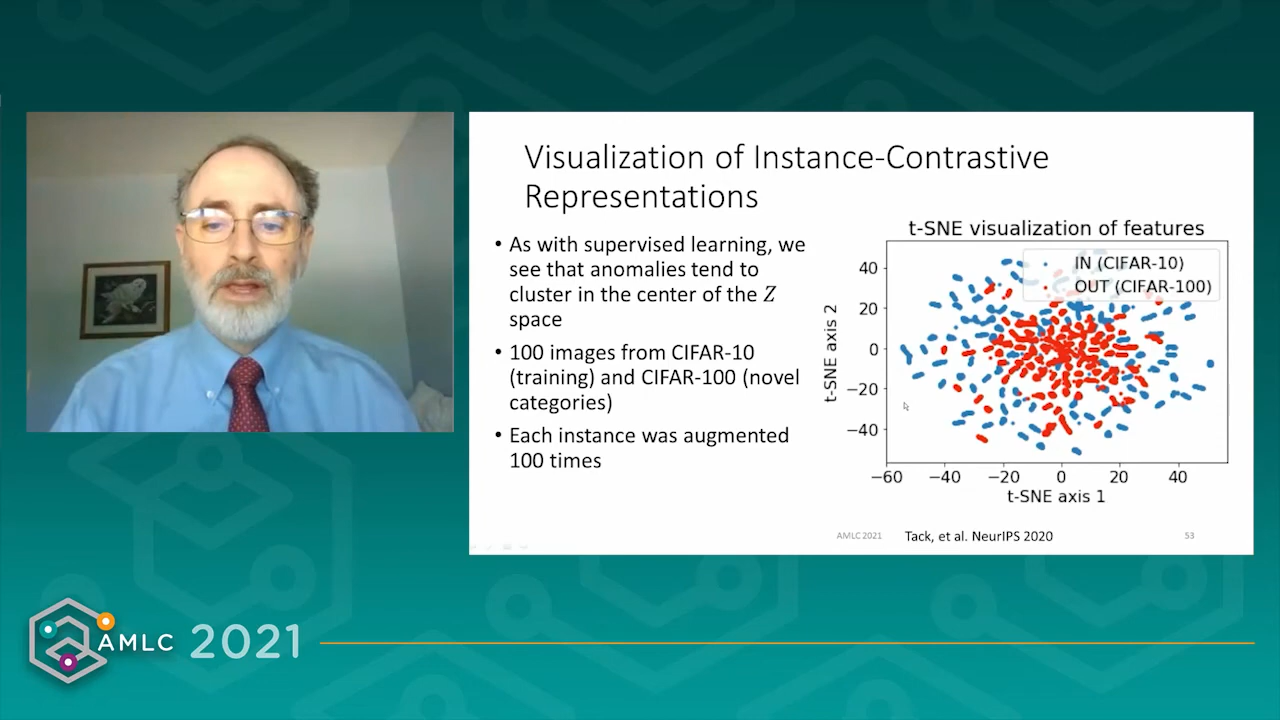 Visualization of Instance-Contrastive
Representations
• As with supervised learning, we
see that anomalies tend to
cluster in the center of the Z
space
• 100 images from CIFAR-10
(training) and CIFAR-100 (novel
categories)
• Each instance was augmented
100 times
t-SNE visualization of features
IN (CIFAR-10)
OUT (CIFAR-100)
t-SNE axis 2
40
20
0
−20
−40
−60
−40
−20
0
20
40
t-SNE axis 1
AMLC 2021
Tack, et al. NeurIPS 2020
53
AMLC 2021